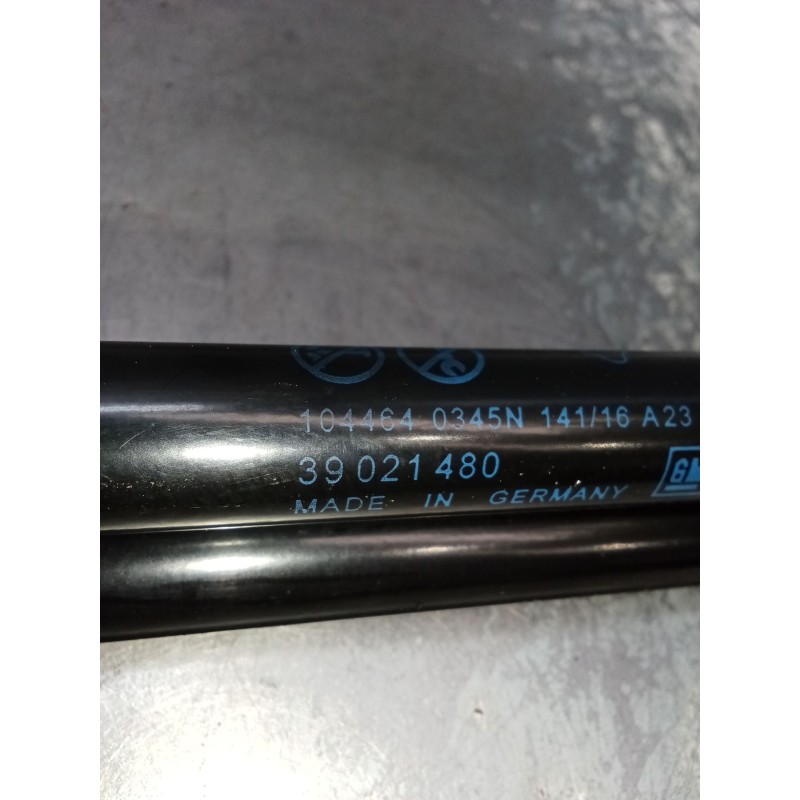 104464 0345N 141/16 A23
39 021 480
MADE IN GERMANY